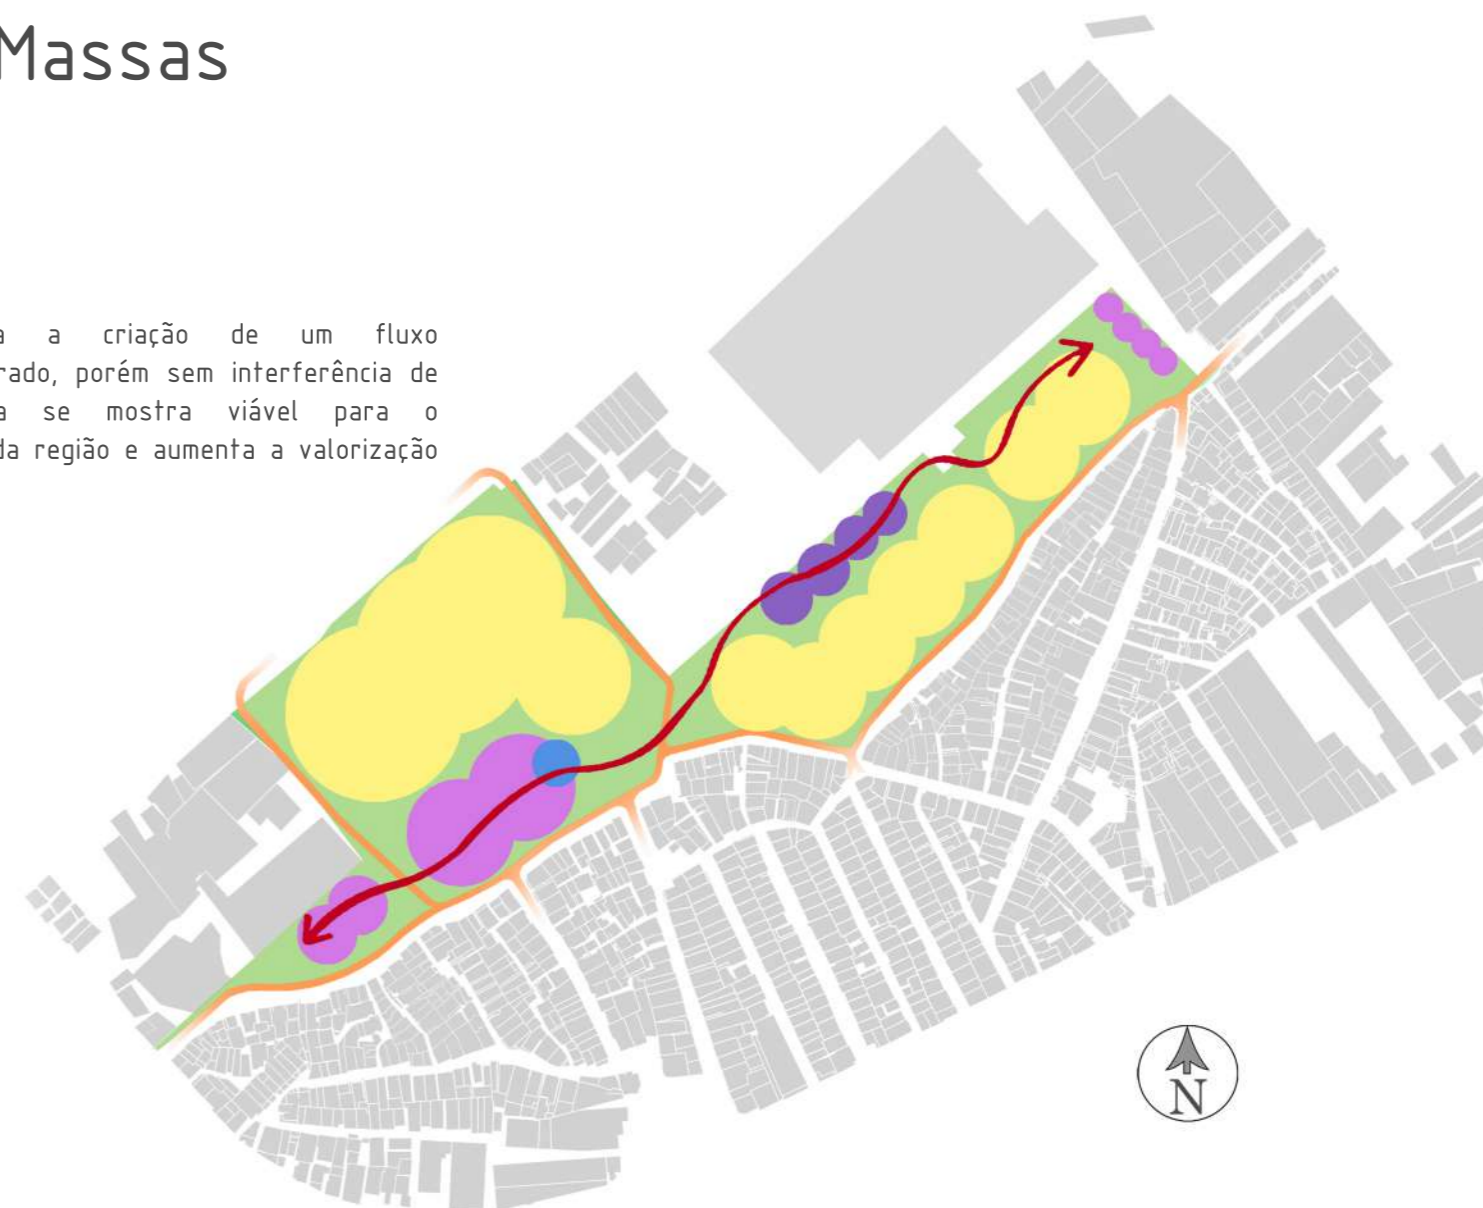 Massas
a a criação de um fluxo
rado, porém sem interferência de
a se mostra viável para o
da região e aumenta a valorização
N